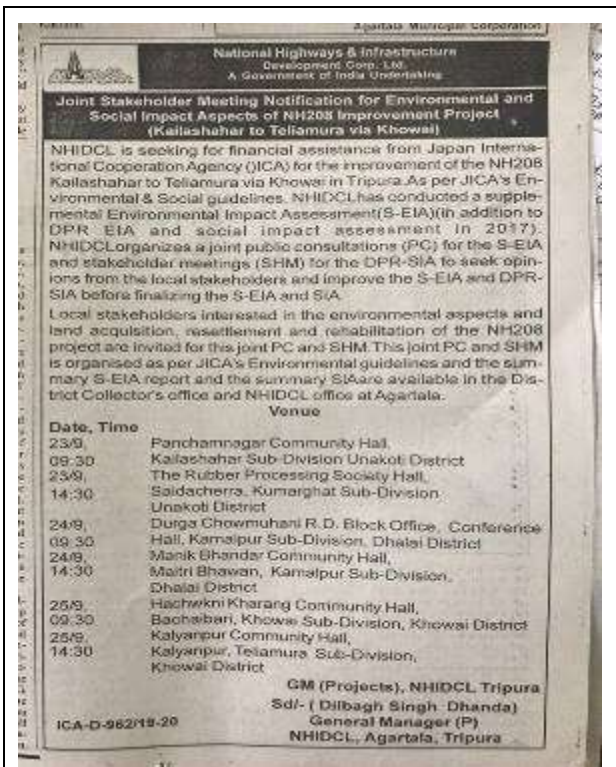 Agartala Municipal Corporation
National Highways & Infrastructure
Development Corp. Ltd.
A Government of India Undertaking
Joint Stakeholder Meeting Notification for Environmental and
Social Impact Aspects of NH208 Improvement Project
(Kailashehar to Teliamura via Khowai)
NHIDCL is seeking for financial assistance from Japan Interna-
tional Cooperation Agency ()ICA) for the improvement of the NH208
Kailashahar to Teliamura via Khowai in Tripura.As per JICA's En-
vironmental & Social guidelines. NHIDCLhas conducted a supple-
mental Environmental Impact Assessment(S-EIA)(in addition to
DPR EIA and social impact assessment in 2017).
NHIDCLorganizes a joint public consultations (PC) for the S-EIA
and stakeholder meetings (SHM) for the DPR-SIA to seek opin-
ions from the local stakeholders and improve the S-EIA and DPR-
SIA before finalizing the S-EIA and SIA.
Local stakeholders interested in the environmental aspects and
land acquisition, resettlement and rehabilitation of the NH208
project are invited for this joint PC and SHM.This joint PC and SHM
is organised as per JICA's Environmental guidelines and the sum-
mary S-EIA report and the summary SIAare available in the Dis-
trict Collector's office and NHIDCL office at Agartala.
Venue
Date, Time
23/9, Panchamnagar Community Hall,
09:30 Kailashahar Sub-Division Unakoti District
23/9, The Rubber Processing Society Hall,
14:30 Saidacherra, Kumarghat Sub-Division
Unakoti District
24/9, Durga Chowmuhani R.D. Block Office, Conference
09:30 Hall, Kamalpur Sub-Division, Dhalai District
24/9, Manik Bhandar Community Hall,
14:30 Maitri Bhawan, Kamalpur Sub-Division,
Dhalai District
25/9, Hachwkni Kharang Community Hall,
09:30 Bachaibari, Khowai Sub-Division, Khowai District
25/9, Kalyanpur Community Hall,
14:30 Kalyanpur, Teliamura Sub-Division,
Khowai District
GM (Projects), NHIDCL Tripura
Sd/- ( Dilbagh Singh Dhanda)
ICA-D-962/19-20 General Manager (P)
NHIDCL, Agartala, Tripura